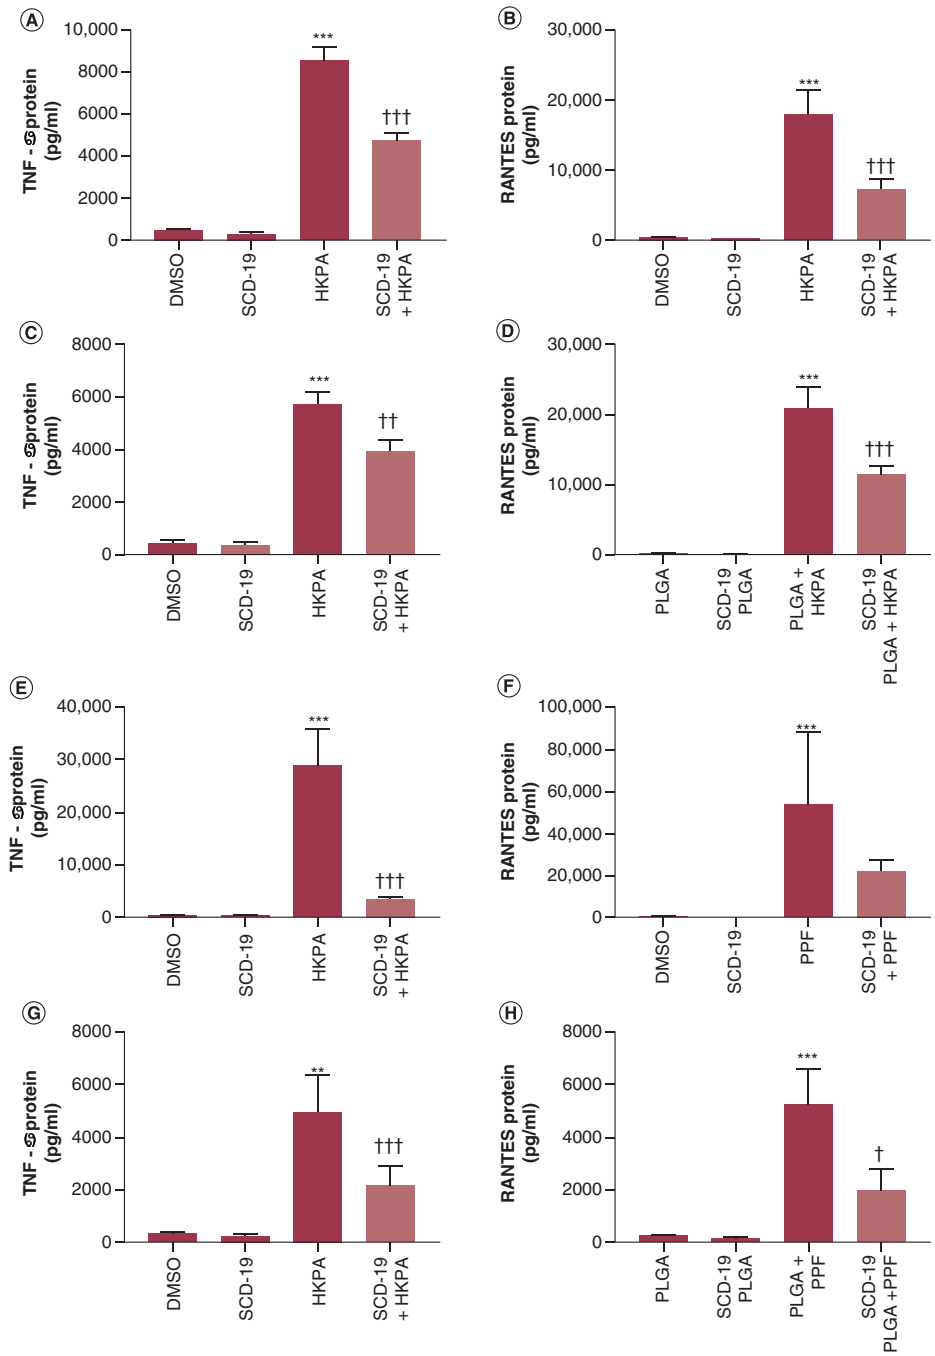 A
TNF - protein
(pg/ml)
10,000
8000
6000
4000
2000
0
***
†††
DMSO
SCD-19
HKPA
SCD-19
+ HKPA
B
RANTES protein
(pg/ml)
30,000
20,000
10,000
0
***
†††
DMSO
SCD-19
HKPA
SCD-19
+ HKPA
C
TNF - protein
(pg/ml)
8000
6000
4000
2000
0
***
††
DMSO
SCD-19
HKPA
SCD-19
+ HKPA
D
RANTES protein
(pg/ml)
30,000
20,000
10,000
0
***
†††
PLGA
SCD-19
PLGA
PLGA +
HKPA
SCD-19
PLGA + HKPA
E
TNF - protein
(pg/ml)
40,000
30,000
20,000
10,000
0
***
†††
DMSO
SCD-19
HKPA
SCD-19
+ HKPA
F
RANTES protein
(pg/ml)
100,000
80,000
60,000
40,000
20,000
0
***
DMSO
SCD-19
PPF
SCD-19
+ PPF
G
TNF - protein
(pg/ml)
8000
6000
4000
2000
0
**
†††
DMSO
SCD-19
HKPA
SCD-19
+ HKPA
H
RANTES protein
(pg/ml)
8000
6000
4000
2000
0
***
†
PLGA
SCD-19
PLGA
PLGA +
PPF
SCD-19
PLGA +PPF